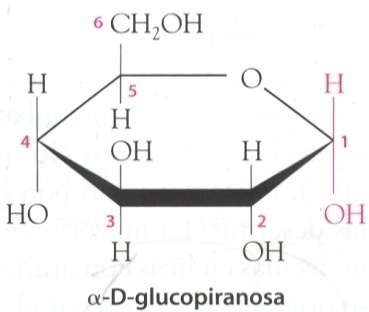 6 CH₂OH
H O H
5
4 H 1
OH H
HO 3 2 OH
H OH
α-D-glucopiranosa